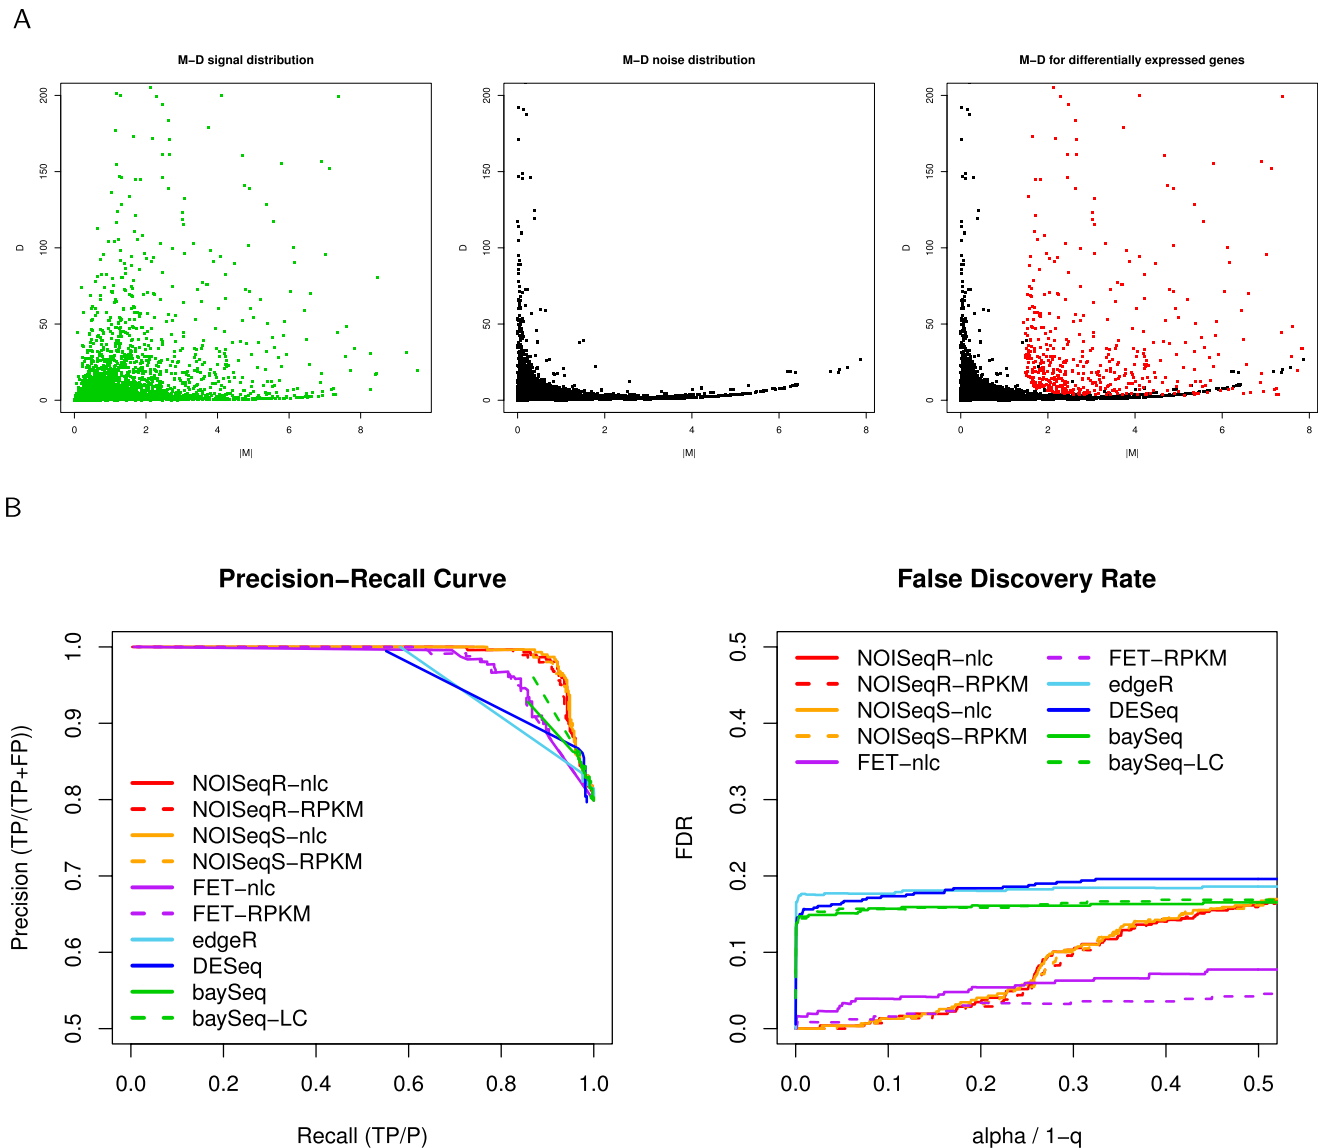 A
M−D signal distribution
M−D noise distribution
M−D for differentially expressed genes
200
150
100
50
0
D
0 2 4 6 8
|M|
200
150
100
50
0
D
0 2 4 6 8
|M|
200
150
100
50
0
D
0 2 4 6 8
|M|
B
Precision−Recall Curve
1.0
0.9
0.8
0.7
0.6
0.5
Precision (TP/(TP+FP))
NOISeqR−nlc
NOISeqR−RPKM
NOISeqS−nlc
NOISeqS−RPKM
FET−nlc
FET−RPKM
edgeR
DESeq
baySeq
baySeq−LC
0.0 0.2 0.4 0.6 0.8 1.0
Recall (TP/P)
False Discovery Rate
0.5
0.4
0.3
0.2
0.1
0.0
FDR
NOISeqR−nlc
NOISeqR−RPKM
NOISeqS−nlc
NOISeqS−RPKM
FET−nlc
FET−RPKM
edgeR
DESeq
baySeq
baySeq−LC
0.0 0.1 0.2 0.3 0.4 0.5
alpha / 1−q